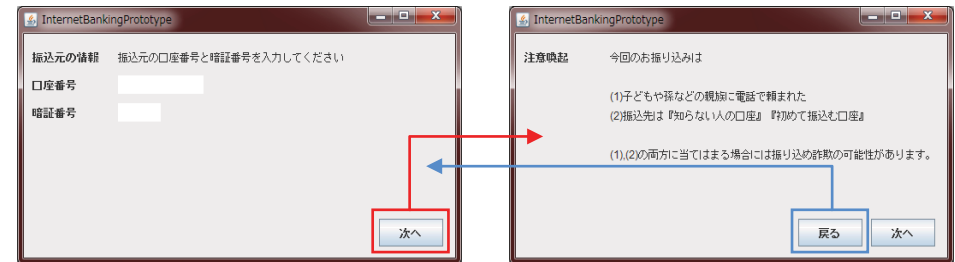 InternetBankingPrototype
振込元の情報 振込元の口座番号と暗証番号を入力してください
口座番号
暗証番号
次へ
InternetBankingPrototype
注意喚起 今回のお振り込みは
(1)子どもや孫などの親族に電話で頼まれた
(2)振込先は『知らない人の口座』『初めて振込む口座』
(1),(2)の両方に当てはまる場合には振り込め詐欺の可能性があります。
戻る 次へ